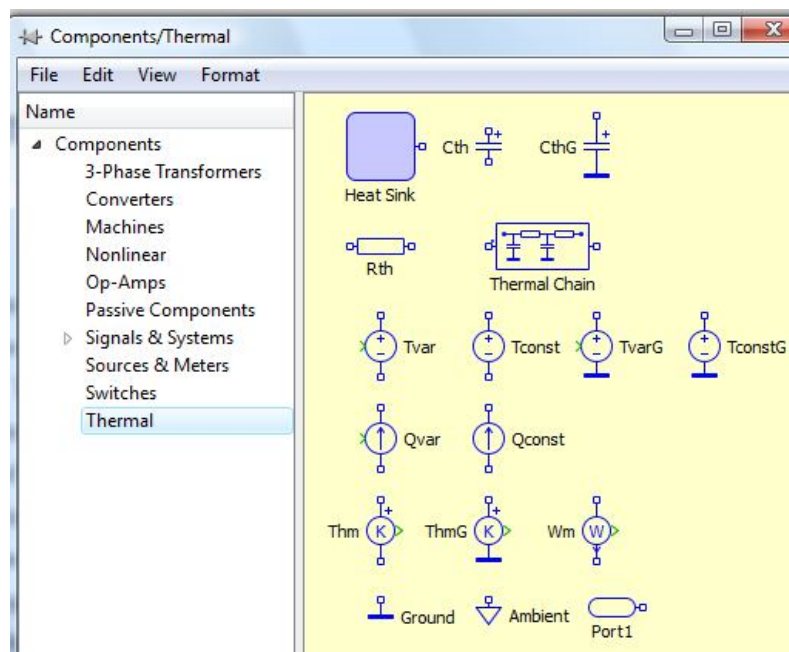 Components/Thermal
File Edit View Format
Name
Components
3-Phase Transformers
Converters
Machines
Nonlinear
Op-Amps
Passive Components
Signals & Systems
Sources & Meters
Switches
Thermal
Cth CthG
Heat Sink
Rth
Thermal Chain
Tvar Tconst TvarG TconstG
Qvar Qconst
Thm K ThmG K Wm W
Ground Ambient
Port1